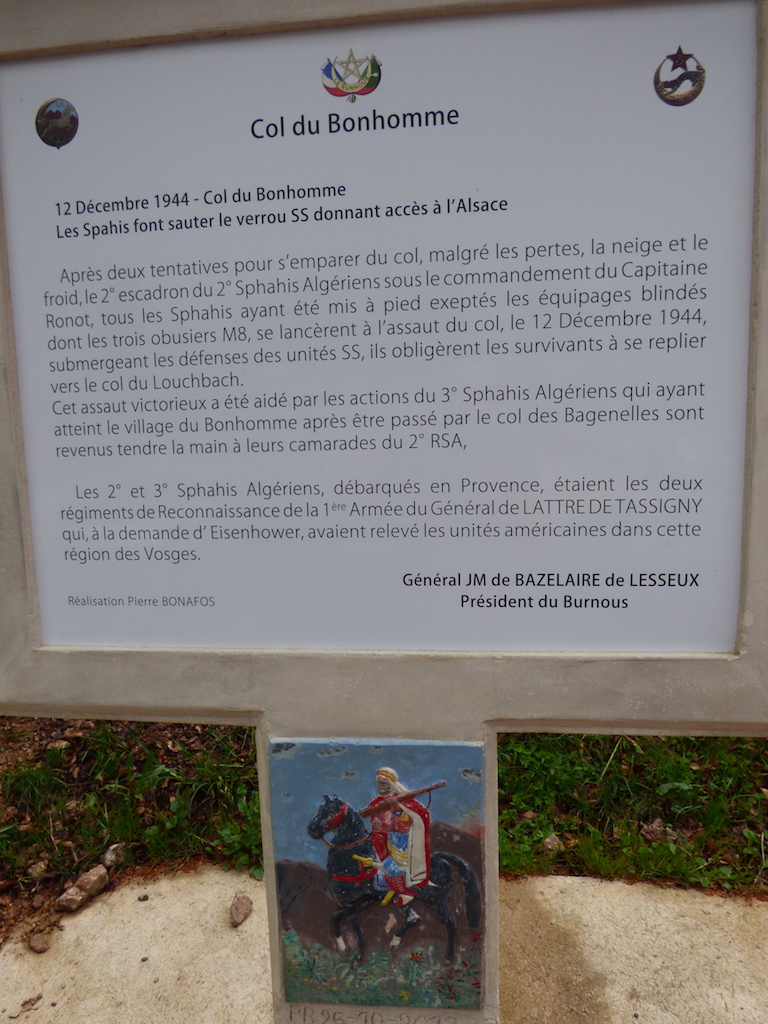 Col du Bonhomme
12 Décembre 1944 - Col du Bonhomme
Les Spahis font sauter le verrou SS donnant accès à l'Alsace
Après deux tentatives pour s'emparer du col, malgré les pertes, la neige et le
froid, le 2° escadron du 2° Sphahis Algériens sous le commandement du Capitaine
Ronot, tous les Sphahis ayant été mis à pied exeptés les équipages blindés
dont les trois obusiers M8, se lancèrent à l'assaut du col, le 12 Décembre 1944,
submergeant les défenses des unités SS, ils obligèrent les survivants à se replier
vers le col du Louchbach.
Cet assaut victorieux a été aidé par les actions du 3° Sphahis Algériens qui ayant
atteint le village du Bonhomme après être passé par le col des Bagenelles sont
revenus tendre la main à leurs camarades du 2° RSA,
Les 2° et 3° Sphahis Algériens, débarqués en Provence, étaient les deux
régiments de Reconnaissance de la 1ère Armée du Général de LATTRE DE TASSIGNY
qui, à la demande d' Eisenhower, avaient relevé les unités américaines dans cette
région des Vosges.
Général JM de BAZELAIRE de LESSEUX
Président du Burnous
Réalisation Pierre BONAFOS
PB 26-10-